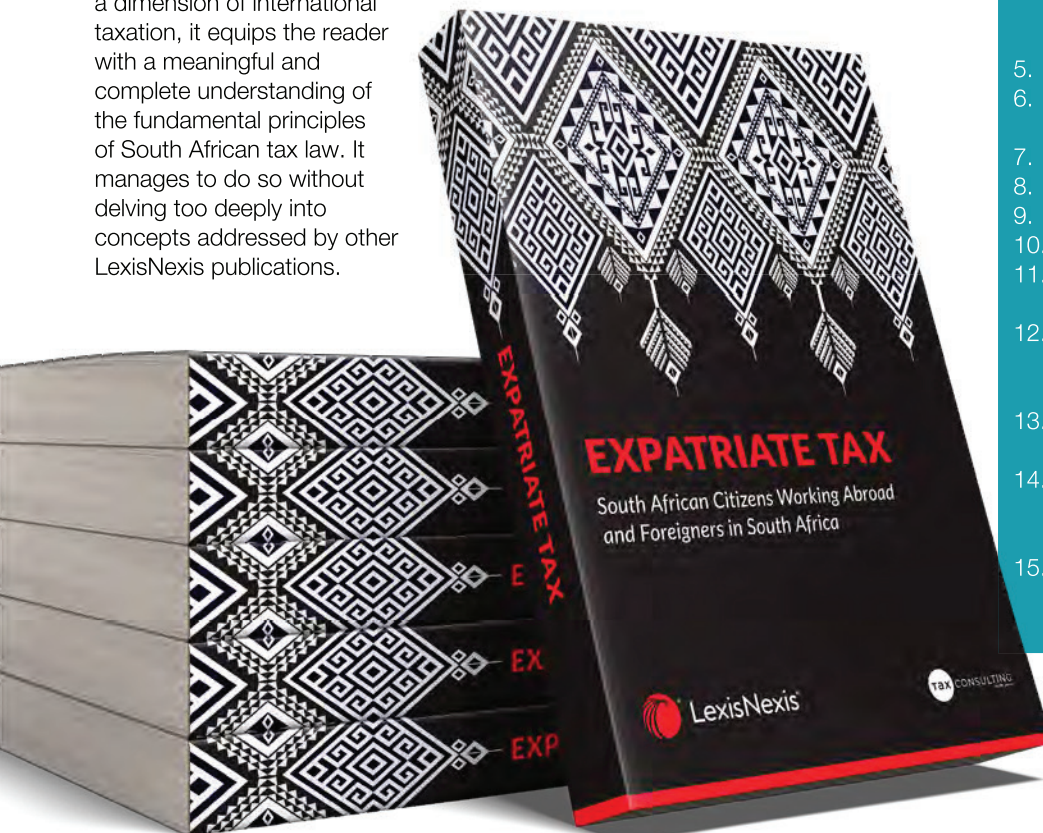 a dimension of international
taxation, it equips the reader
with a meaningful and
complete understanding of
the fundamental principles
of South African tax law. It
manages to do so without
delving too deeply into
concepts addressed by other
LexisNexis publications.
EXPATRIATE TAX
EXPATRIATE TAX
South African Citizens Working Abroad
and Foreigners in South Africa
LexisNexis
Tax CONSULTING
E
EX
EXP
5.
6.
7.
8.
9.
10.
11.
12.
13.
14.
15.